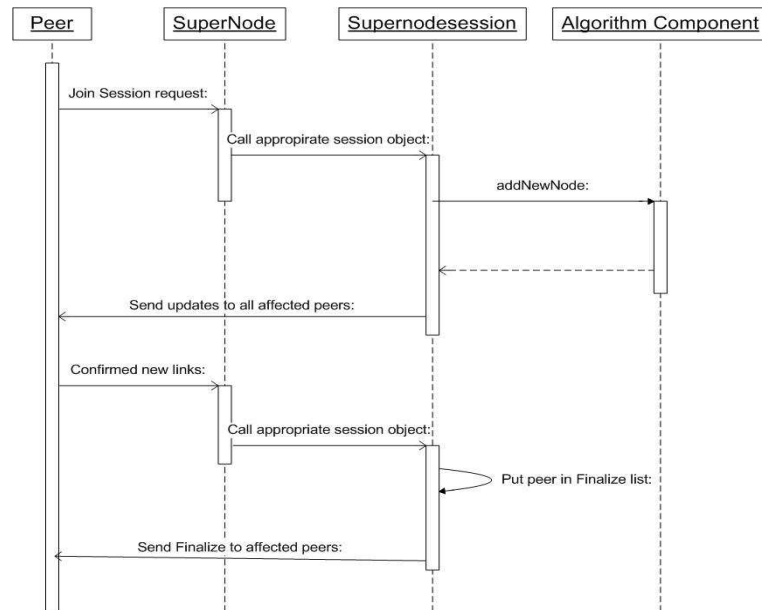 Peer
SuperNode
Supernodesession
Algorithm Component
Join Session request:
Call appropirate session object:
addNewNode:
Send updates to all affected peers:
Confirmed new links:
Call appropriate session object:
Put peer in Finalize list:
Send Finalize to affected peers: